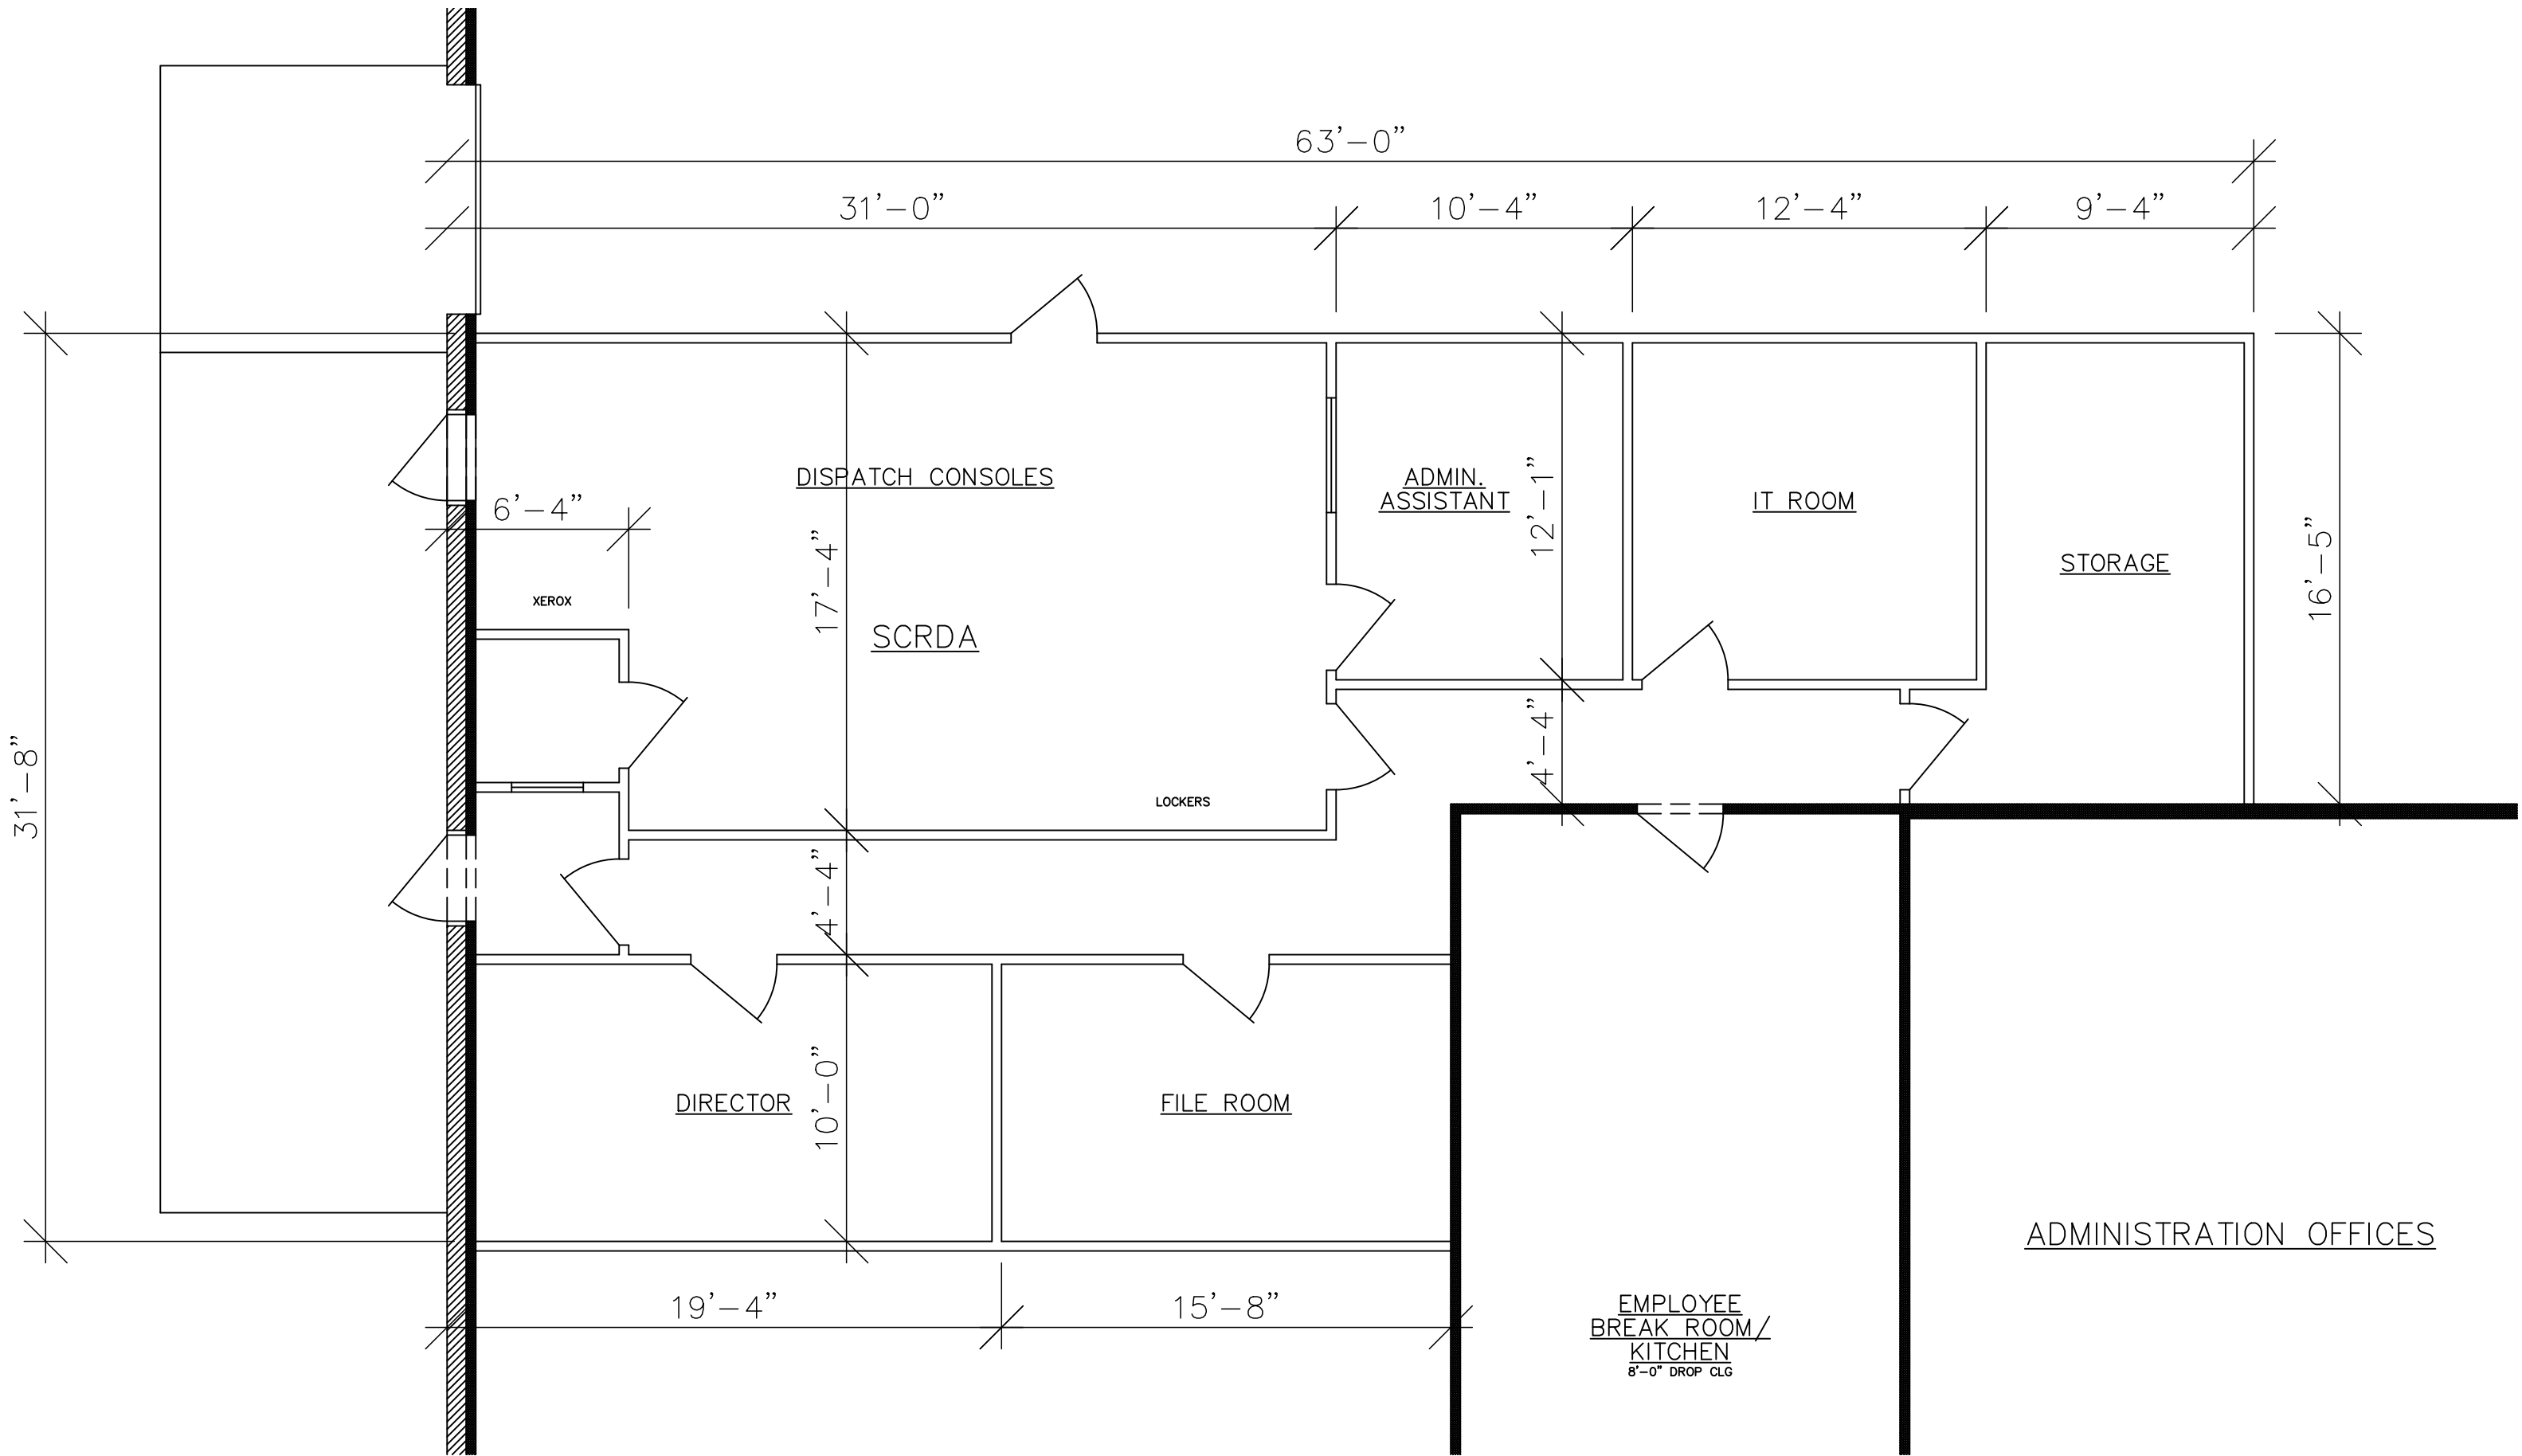 63’–0”
31’–0”
10’–4”
12’–4”
9’–4”
DISPATCH CONSOLES
ADMIN.
ASSISTANT
12’–1”
IT ROOM
6’–4”
17’–4”
STORAGE
16’–5”
XEROX
SCRDA
31’–8”
4’–4”
LOCKERS
4’–4”
DIRECTOR
10’–0”
FILE ROOM
ADMINISTRATION OFFICES
19’–4”
15’–8”
EMPLOYEE
BREAK ROOM/
KITCHEN
8’–0” DROP CLG